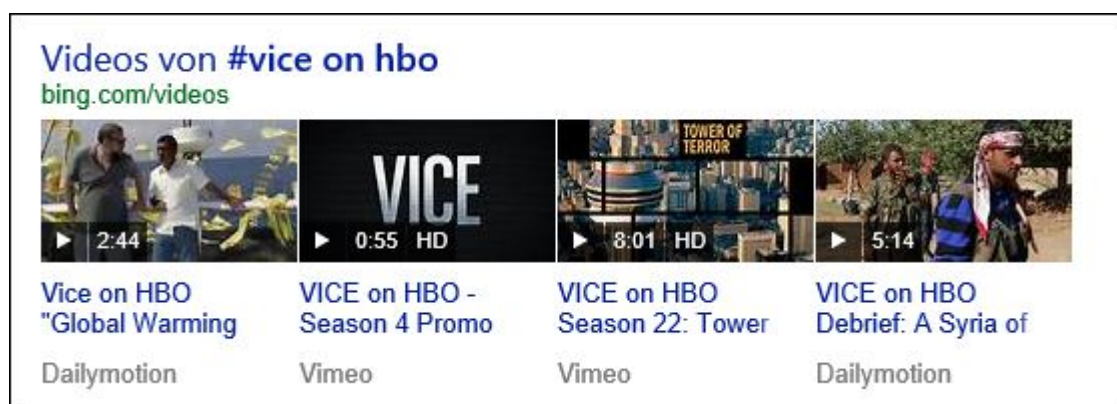 Videos von #vice on hbo
bing.com/videos
TOWER OF
TERROR
VICE
2:44
0:55 HD
8:01 HD
5:14
Vice on HBO
"Global Warming
Dailymotion
VICE on HBO -
Season 4 Promo
Vimeo
VICE on HBO
Season 22: Tower
Vimeo
VICE on HBO
Debrief: A Syria of
Dailymotion